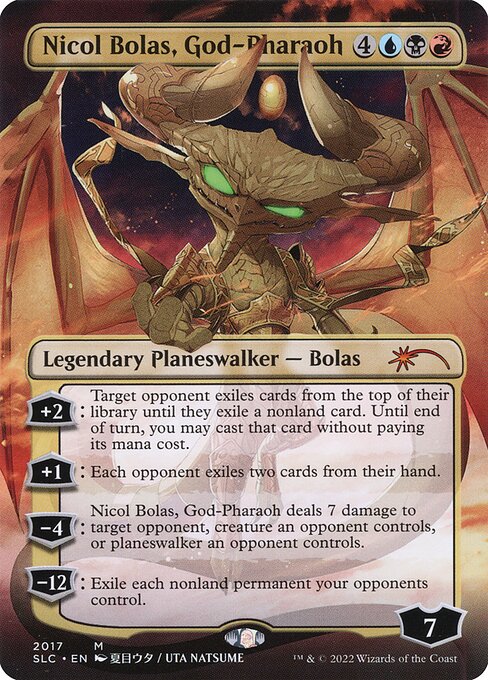 Nicol Bolas, God-Pharaoh 4
Legendary Planeswalker — Bolas
Target opponent exiles cards from the top of their
+2: library until they exile a nonland card. Until end
of turn, you may cast that card without paying
its mana cost.
+1: Each opponent exiles two cards from their hand.
Nicol Bolas, God-Pharaoh deals 7 damage to
−4: target opponent, creature an opponent controls,
or planeswalker an opponent controls.
−12: Exile each nonland permanent your opponents
control.
7
2017 M
SLC • EN 夏目ウタ / UTA NATSUME
™ & © 2022 Wizards of the Coast